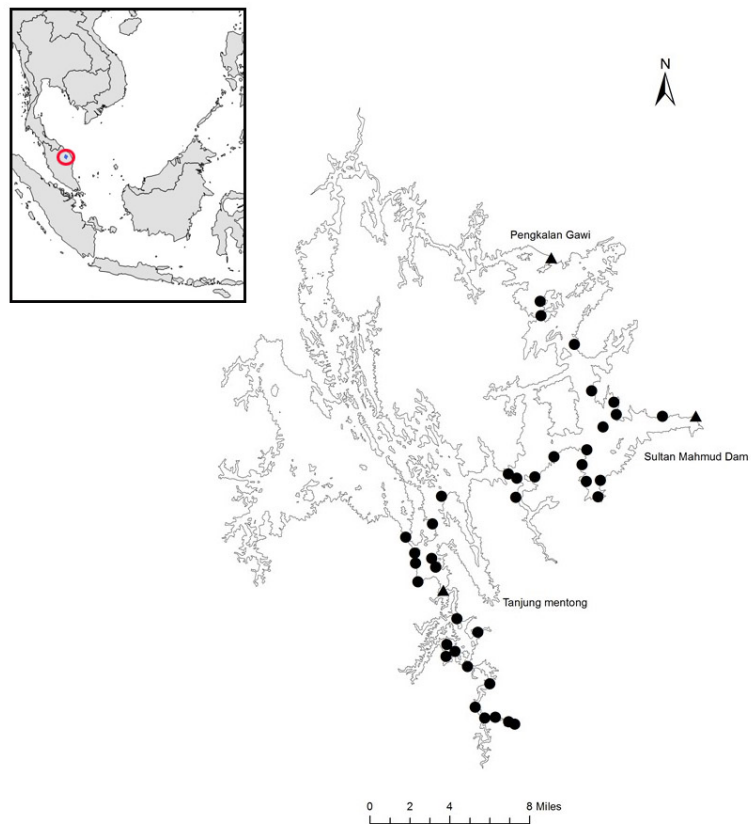 N
Pengkalan Gawi
Sultan Mahmud Dam
Tanjung mentong
0 2 4 8 Miles